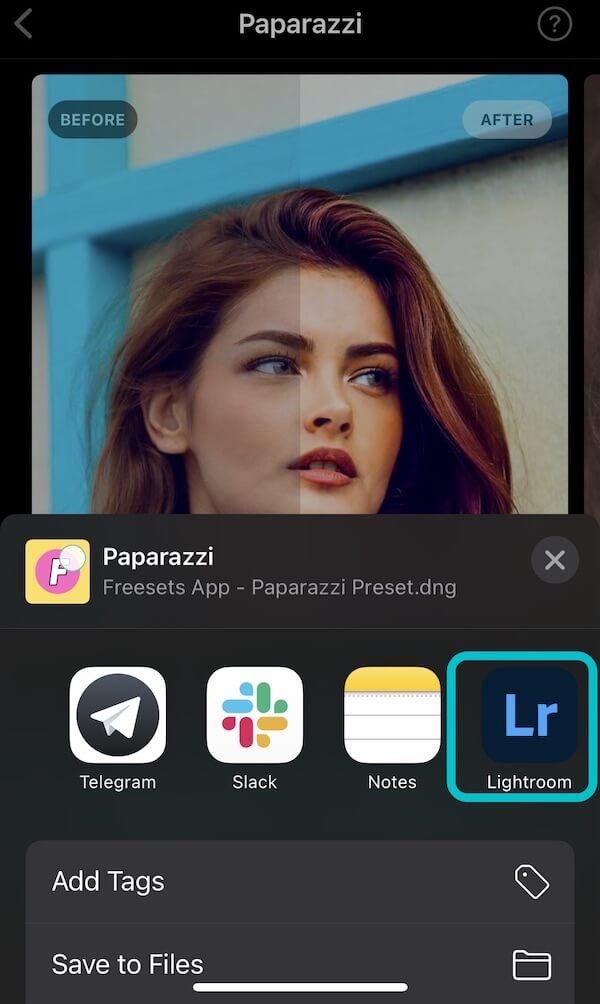 Paparazzi
?
BEFORE
AFTER
F
Paparazzi
Freesets App - Paparazzi Preset.dng
Lr
Telegram
Slack
Notes
Lightroom
Add Tags
Save to Files